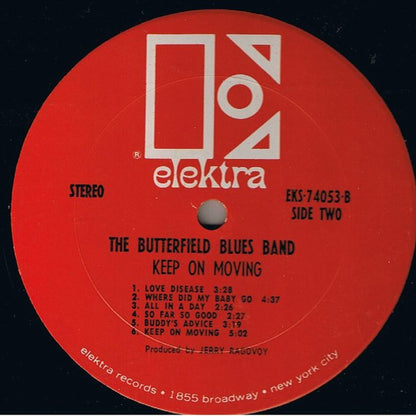 ® elektra
STEREO
EKS-74053-B
SIDE TWO
THE BUTTERFIELD BLUES BAND
KEEP ON MOVING
1. LOVE DISEASE 3:28
2. WHERE DID MY BABY GO 4:37
3. ALL IN A DAY 2:26
4. SO FAR SO GOOD 2:27
5. BUDDY'S ADVICE 3:19
6. KEEP ON MOVING 5:02
Produced by JERRY RAGOVOY
elektra records • 1855 broadway • new york city